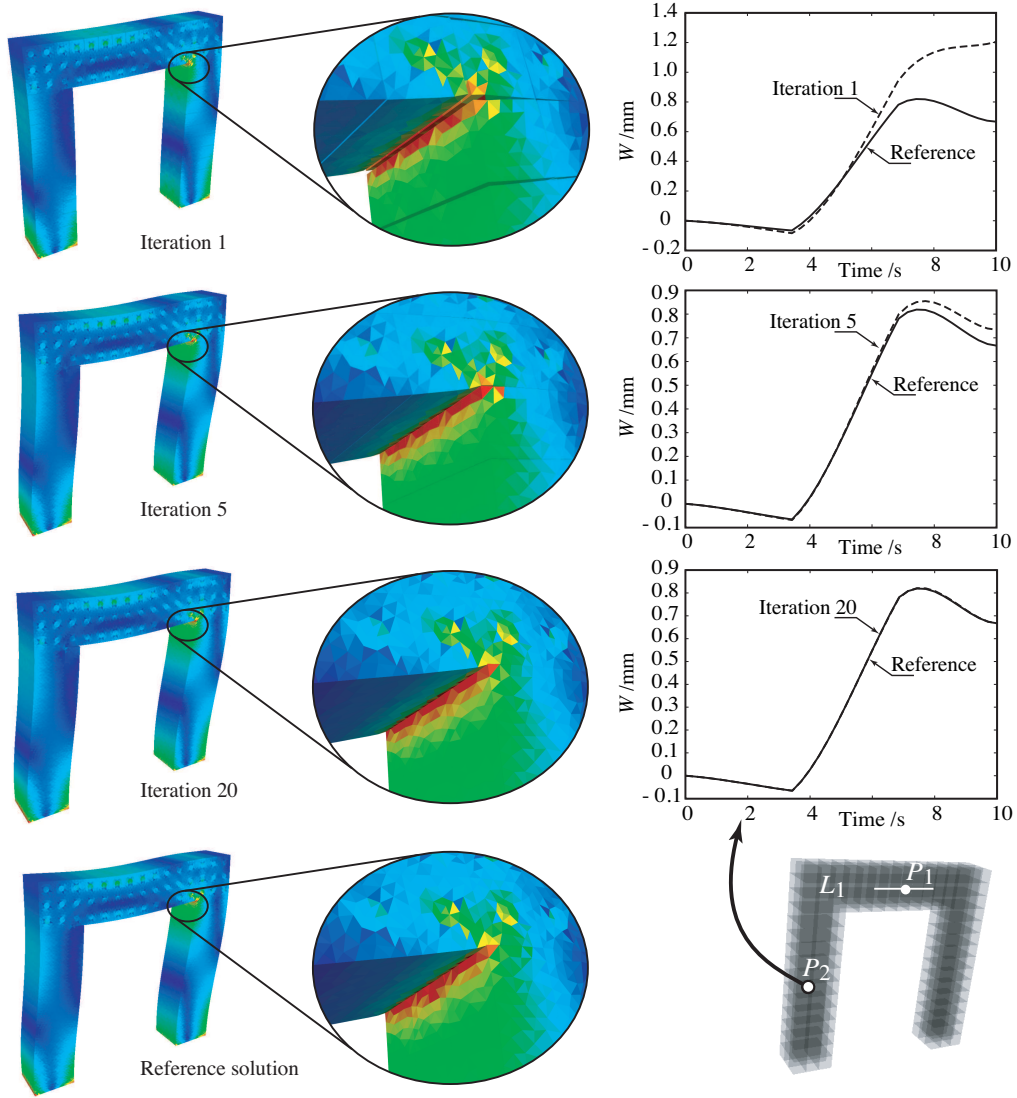 Iteration 1
W /mm
1.4
1.2
1.0
0.8
0.6
0.4
0.2
0
- 0.2
Iteration 1
Reference
0 2 4 6 8 10
Time /s
Iteration 5
W /mm
0.9
0.8
0.7
0.6
0.5
0.4
0.3
0.2
0.1
0
- 0.1
Iteration 5
Reference
0 2 4 6 8 10
Time /s
Iteration 20
W /mm
0.9
0.8
0.7
0.6
0.5
0.4
0.3
0.2
0.1
0
- 0.1
Iteration 20
Reference
0 2 4 6 8 10
Time /s
Reference solution
P1
L1
P2